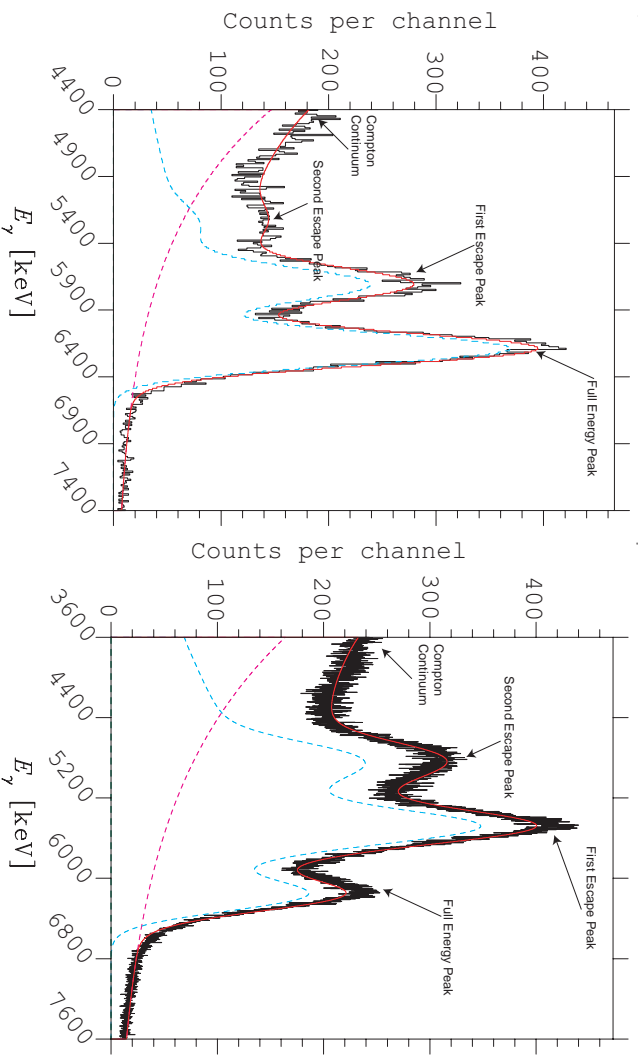 Counts per channel
0
100
200
300
400
4400
4900
5400
5900
6400
6900
7400
Eγ [keV]
Compton
Continuum
Second Escape Peak
First Escape Peak
Full Energy Peak
Counts per channel
0
100
200
300
400
3600
4400
5200
6000
6800
7600
Eγ [keV]
Compton
Continuum
Second Escape Peak
First Escape Peak
Full Energy Peak